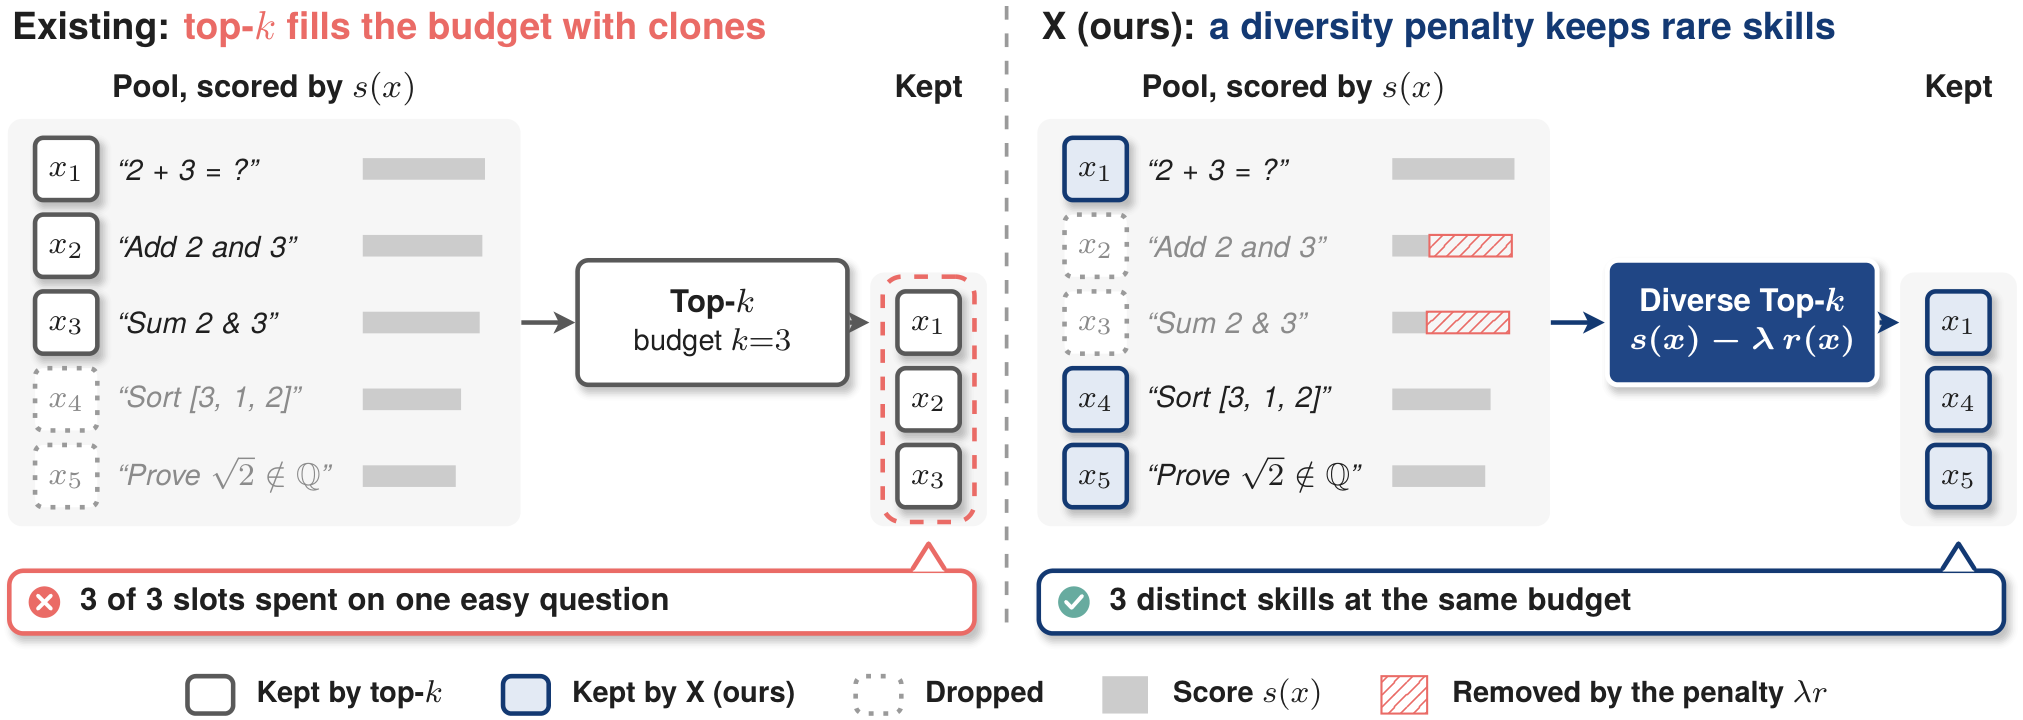 Existing: top-k fills the budget with clones
Pool, scored by s(x)
Kept
x₁ “2 + 3 = ?”
x₂ “Add 2 and 3”
x₃ “Sum 2 & 3”
x₄ “Sort [3, 1, 2]”
x₅ “Prove √2 ∉ ℚ”
Top-k
budget k=3
x₁
x₂
x₃
3 of 3 slots spent on one easy question
X (ours): a diversity penalty keeps rare skills
Pool, scored by s(x)
Kept
x₁ “2 + 3 = ?”
x₂ “Add 2 and 3”
x₃ “Sum 2 & 3”
x₄ “Sort [3, 1, 2]”
x₅ “Prove √2 ∉ ℚ”
Diverse Top-k
s(x) − λ r(x)
x₁
x₄
x₅
3 distinct skills at the same budget
Kept by top-k
Kept by X (ours)
Dropped
Score s(x)
Removed by the penalty λr